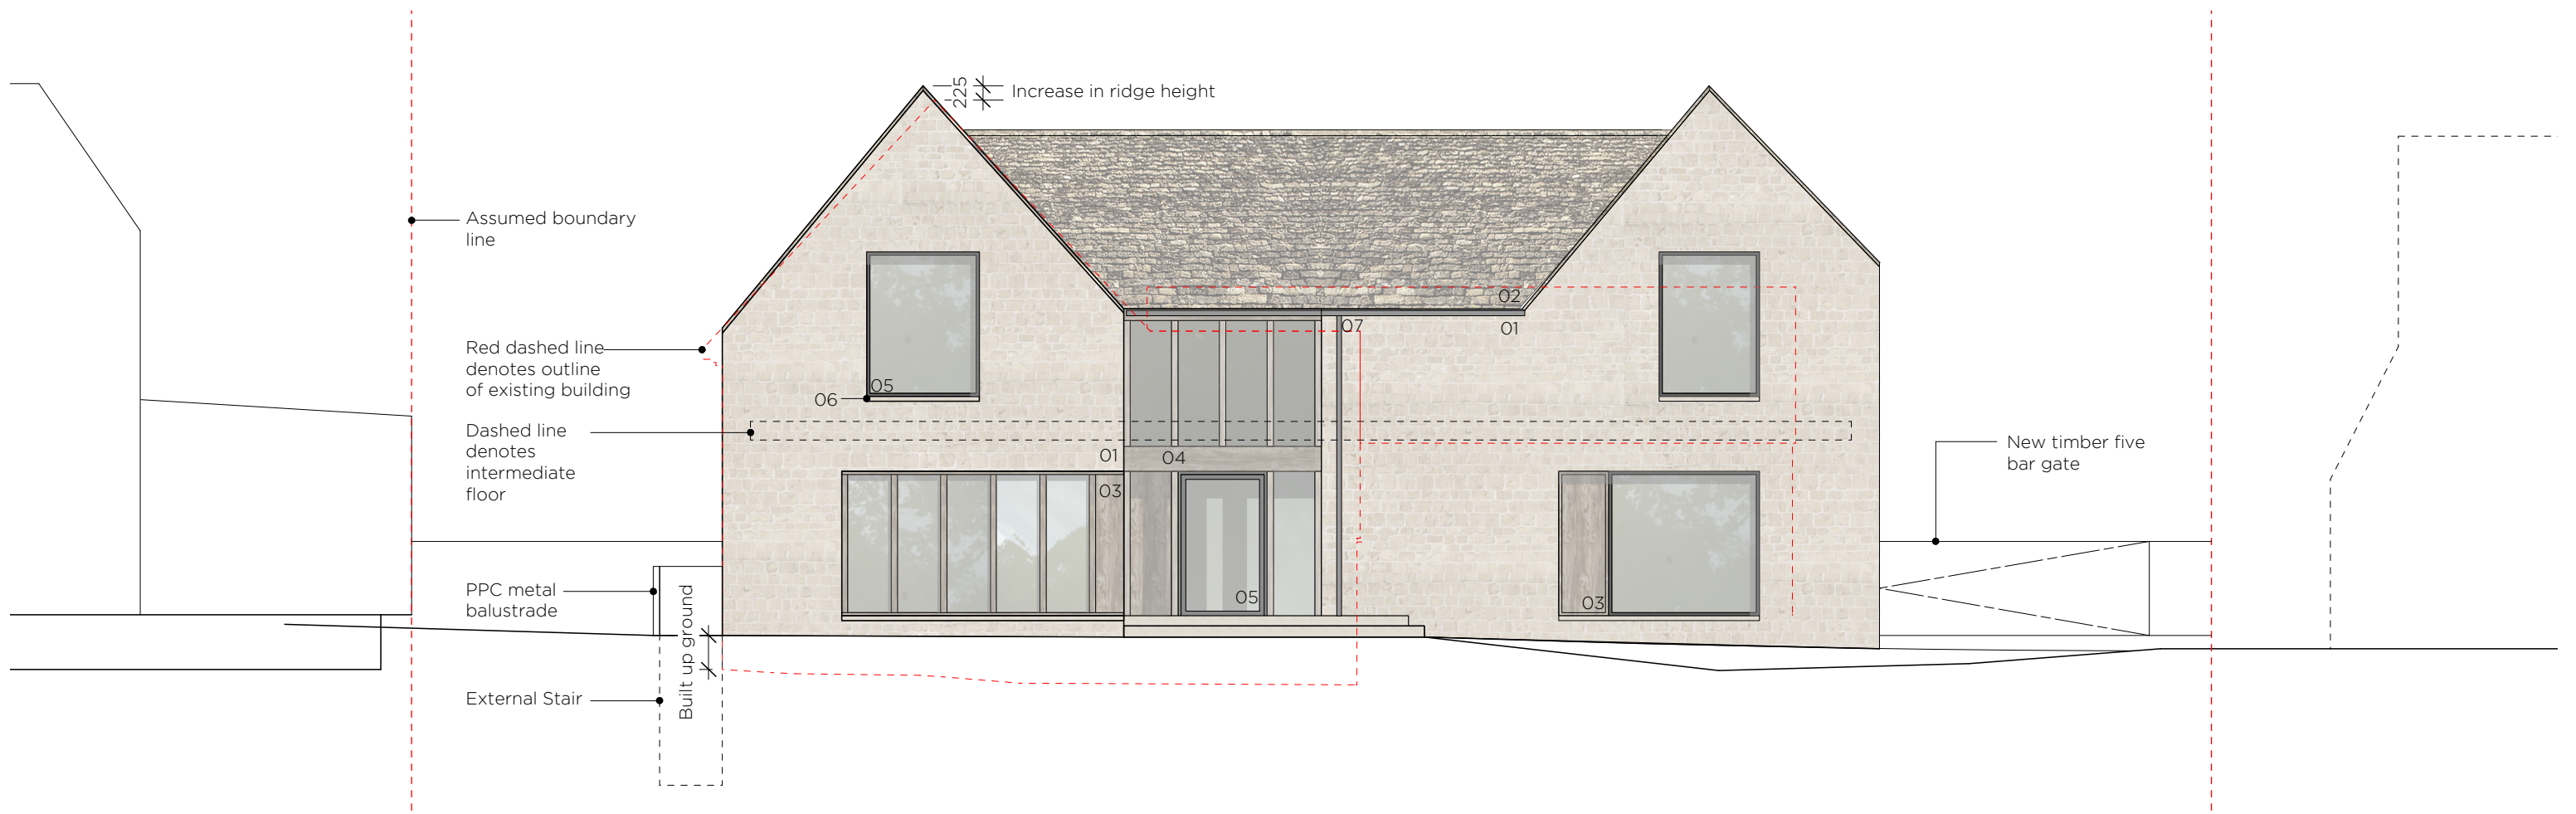 225
Increase in ridge height
Assumed boundary
line
02
07
01
Red dashed line
denotes outline
of existing building
05
06
Dashed line
denotes
intermediate
floor
01
04
03
New timber five
bar gate
PPC metal
balustrade
05
03
Built up ground
External Stair